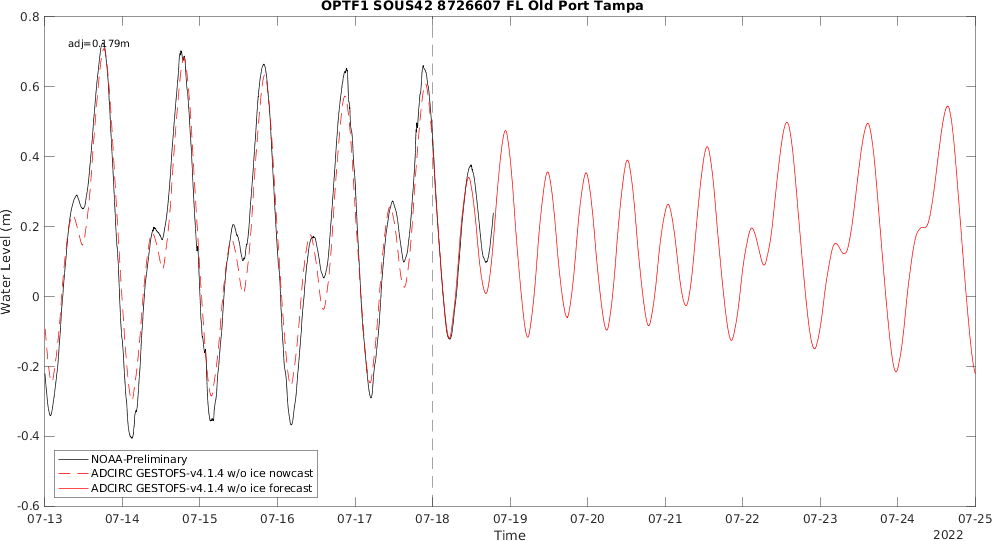 OPTF1 SOUS42 8726607 FL Old Port Tampa
adj=0.179m
Water Level (m)
0.8
0.6
0.4
0.2
0
-0.2
-0.4
-0.6
NOAA-Preliminary
ADCIRC GESTOFS-v4.1.4 w/o ice nowcast
ADCIRC GESTOFS-v4.1.4 w/o ice forecast
07-13 07-14 07-15 07-16 07-17 07-18 07-19 07-20 07-21 07-22 07-23 07-24 07-25
Time
2022